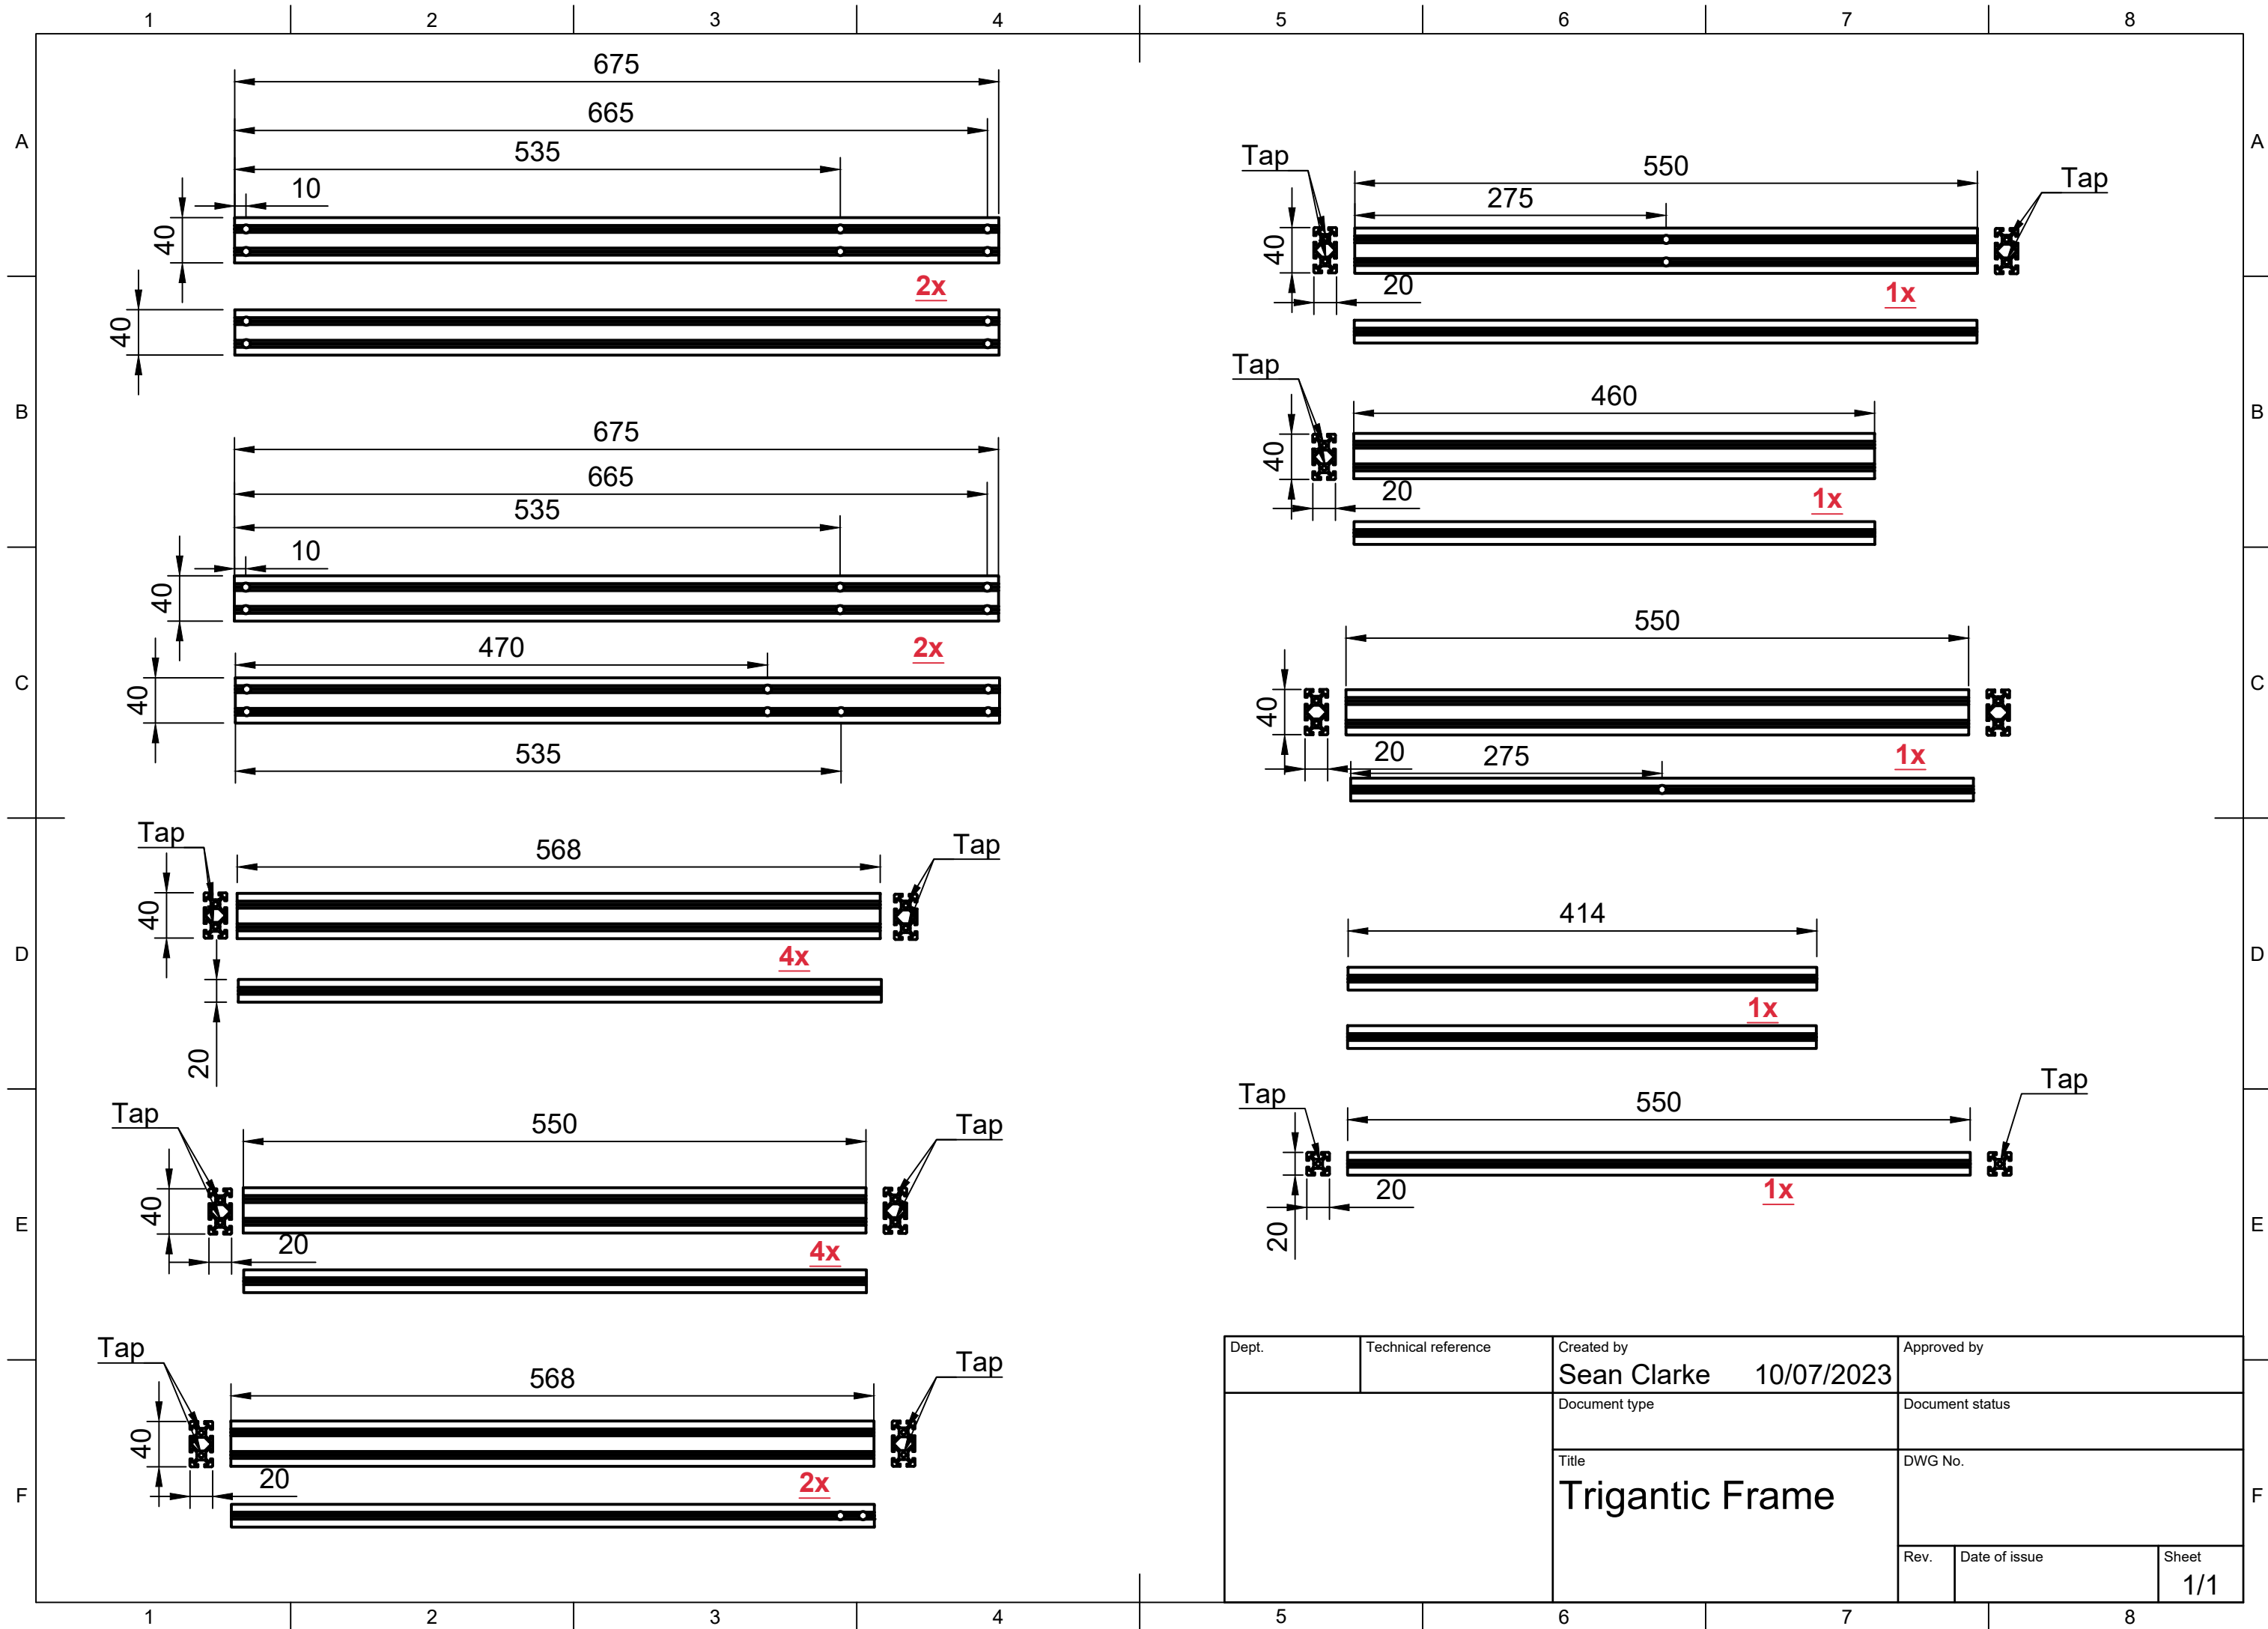 1 2 3 4 5 6 7 8
A A
B B
C C
D D
E E
F F
675
665
535
10
40
2x
40
675
665
535
10
40
470
2x
40
535
Tap
568
Tap
40
4x
20
Tap
550
Tap
40
20
4x
Tap
568
Tap
40
20
2x
Tap
550
Tap
275
40
20
1x
Tap
460
40
20
1x
550
40
20
275
1x
414
1x
Tap
550
Tap
20
1x
20
Dept.
Technical reference
Created by
Approved by
Sean Clarke 10/07/2023
Document type
Document status
Title
DWG No.
Trigantic Frame
Rev.
Date of issue
Sheet
1/1
1 2 3 4 5 6 7 8